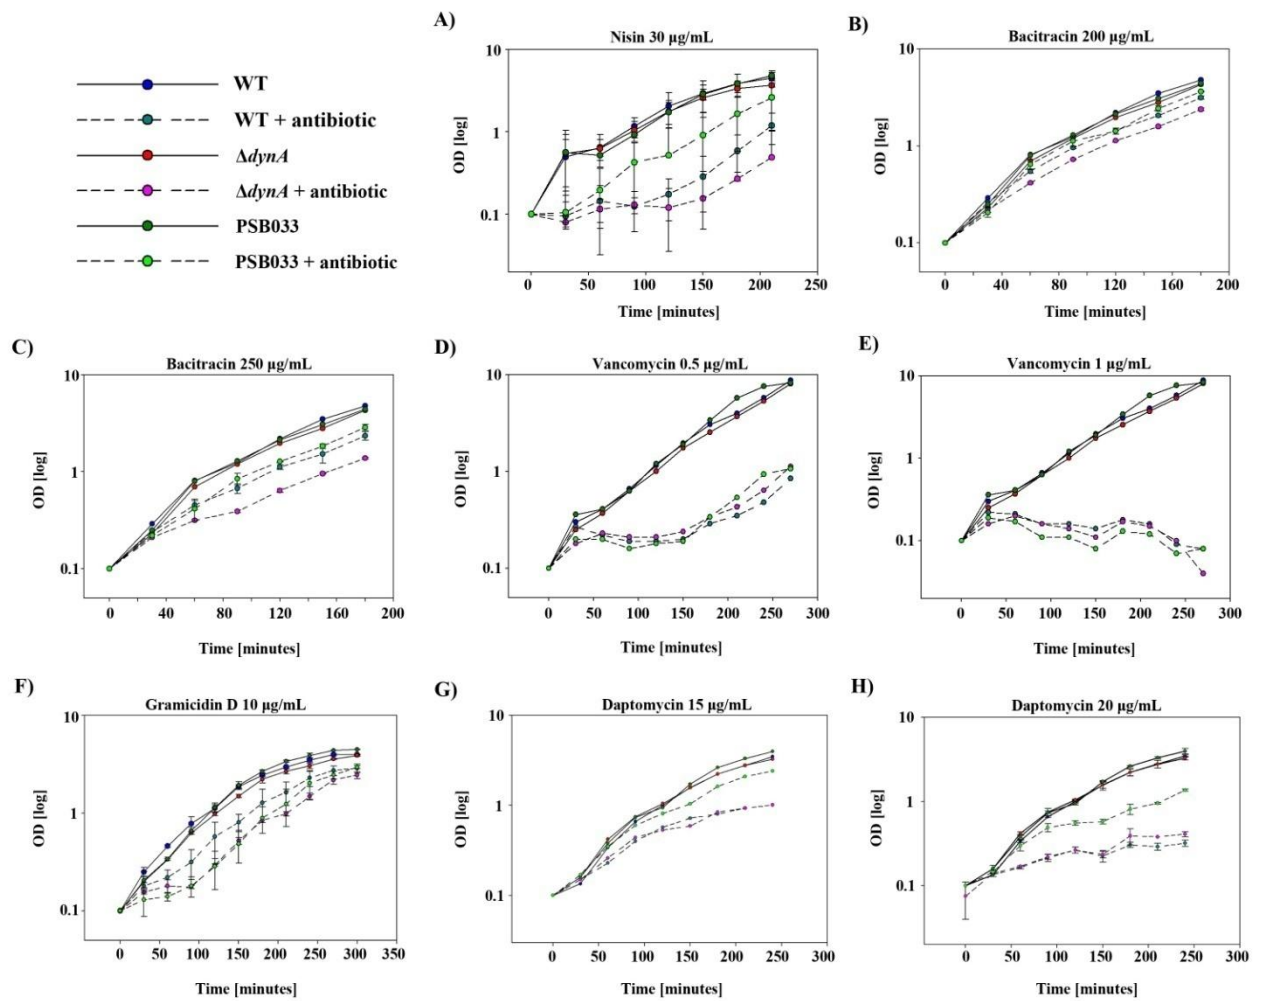 WT
WT + antibiotic
ΔdynA
ΔdynA + antibiotic
PSB033
PSB033 + antibiotic
A)
Nisin 30 µg/mL
10
1
0.1
OD [log]
0 50 100 150 200 250
Time [minutes]
B)
Bacitracin 200 µg/mL
10
1
0.1
OD [log]
0 40 80 120 160 200
Time [minutes]
C)
Bacitracin 250 µg/mL
10
1
0.1
OD [log]
0 40 80 120 160 200
Time [minutes]
D)
Vancomycin 0.5 µg/mL
10
1
0.1
OD [log]
0 50 100 150 200 250 300
Time [minutes]
E)
Vancomycin 1 µg/mL
10
1
0.1
OD [log]
0 50 100 150 200 250 300
Time [minutes]
F)
Gramicidin D 10 µg/mL
10
1
0.1
OD [log]
0 50 100 150 200 250 300 350
Time [minutes]
G)
Daptomycin 15 µg/mL
10
1
0.1
OD [log]
0 50 100 150 200 250 300
Time [minutes]
H)
Daptomycin 20 µg/mL
10
1
0.1
OD [log]
0 50 100 150 200 250 300
Time [minutes]